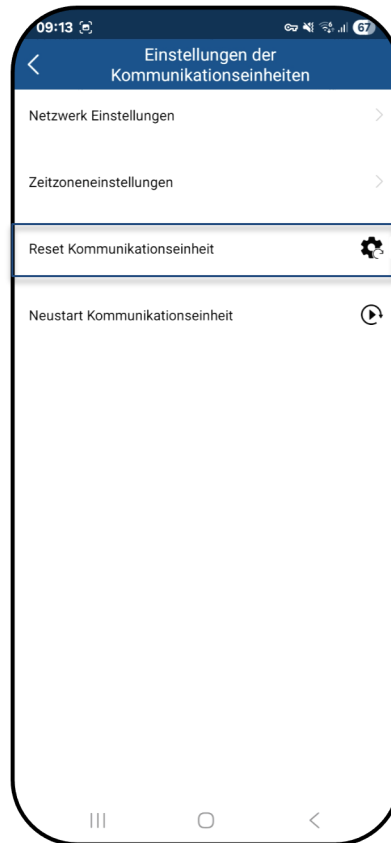 09:13
67
Einstellungen der
Kommunikationseinheiten
Netzwerk Einstellungen
Zeitzoneneinstellungen
Reset Kommunikationseinheit
Neustart Kommunikationseinheit